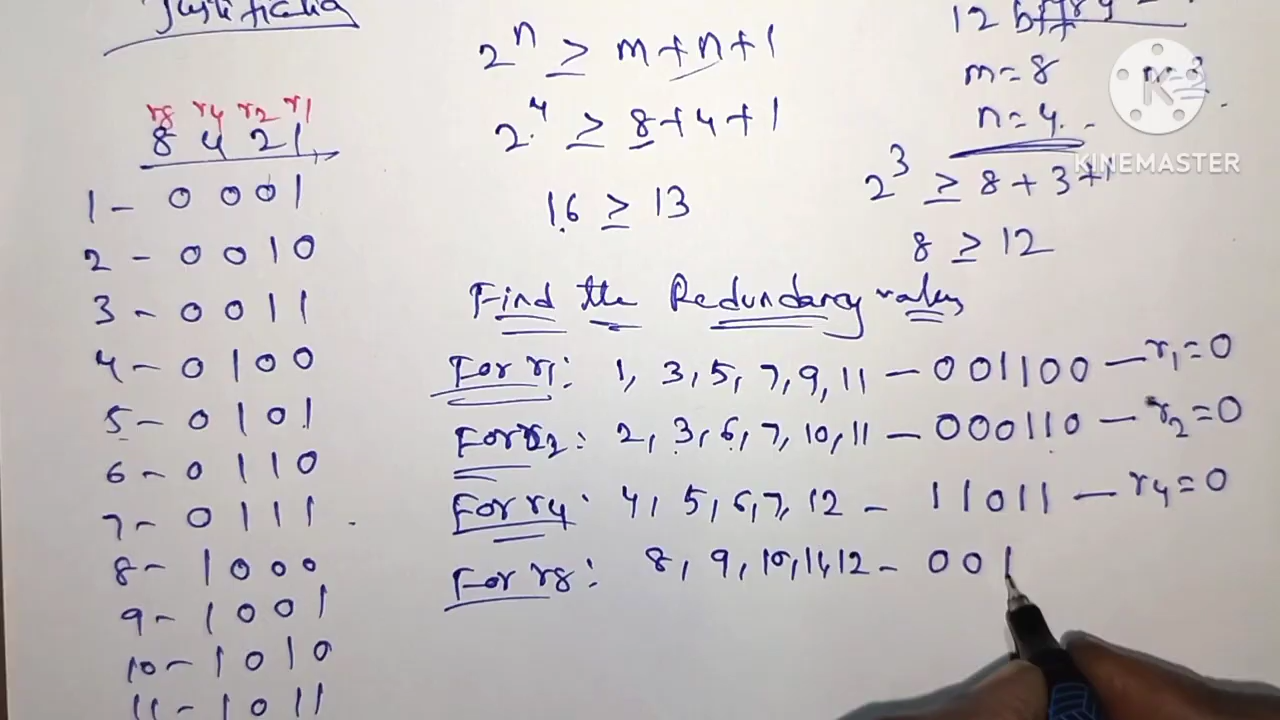 Justification
r8 r4 r2 r1
8 4 2 1
1 - 0 0 0 1
2 - 0 0 1 0
3 - 0 0 1 1
4 - 0 1 0 0
5 - 0 1 0 1
6 - 0 1 1 0
7 - 0 1 1 1
8 - 1 0 0 0
9 - 1 0 0 1
10 - 1 0 1 0
11 - 1 0 1 1
2^n ≥ m+n+1
2^4 ≥ 8+4+1
16 ≥ 13
12 bits
m=8 n=3
n=4
KINEMASTER
2^3 ≥ 8+3+1
8 ≥ 12
Find the Redundancy values
For r1: 1, 3, 5, 7, 9, 11 - 001100 - r1=0
For r2: 2, 3, 6, 7, 10, 11 - 000110 - r2=0
For r4: 4, 5, 6, 7, 12 - 11011 - r4=0
For r8: 8, 9, 10, 11, 12 - 001